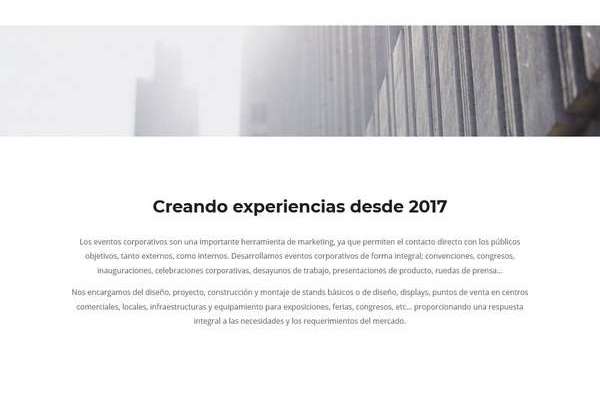 Creando experiencias desde 2017
Los eventos corporativos son una importante herramienta de marketing, ya que permiten el contacto directo con los públicos
objetivos, tanto externos, como internos. Desarrollamos eventos corporativos de forma integral; convenciones, congresos,
inauguraciones, celebraciones corporativas, desayunos de trabajo, presentaciones de producto, ruedas de prensa...
Nos encargamos del diseño, proyecto, construcción y montaje de stands básicos o de diseño, displays, puntos de venta en centros
comerciales, locales, infraestructuras y equipamiento para exposiciones, ferias, congresos, etc... proporcionando una respuesta
integral a las necesidades y los requerimientos del mercado.